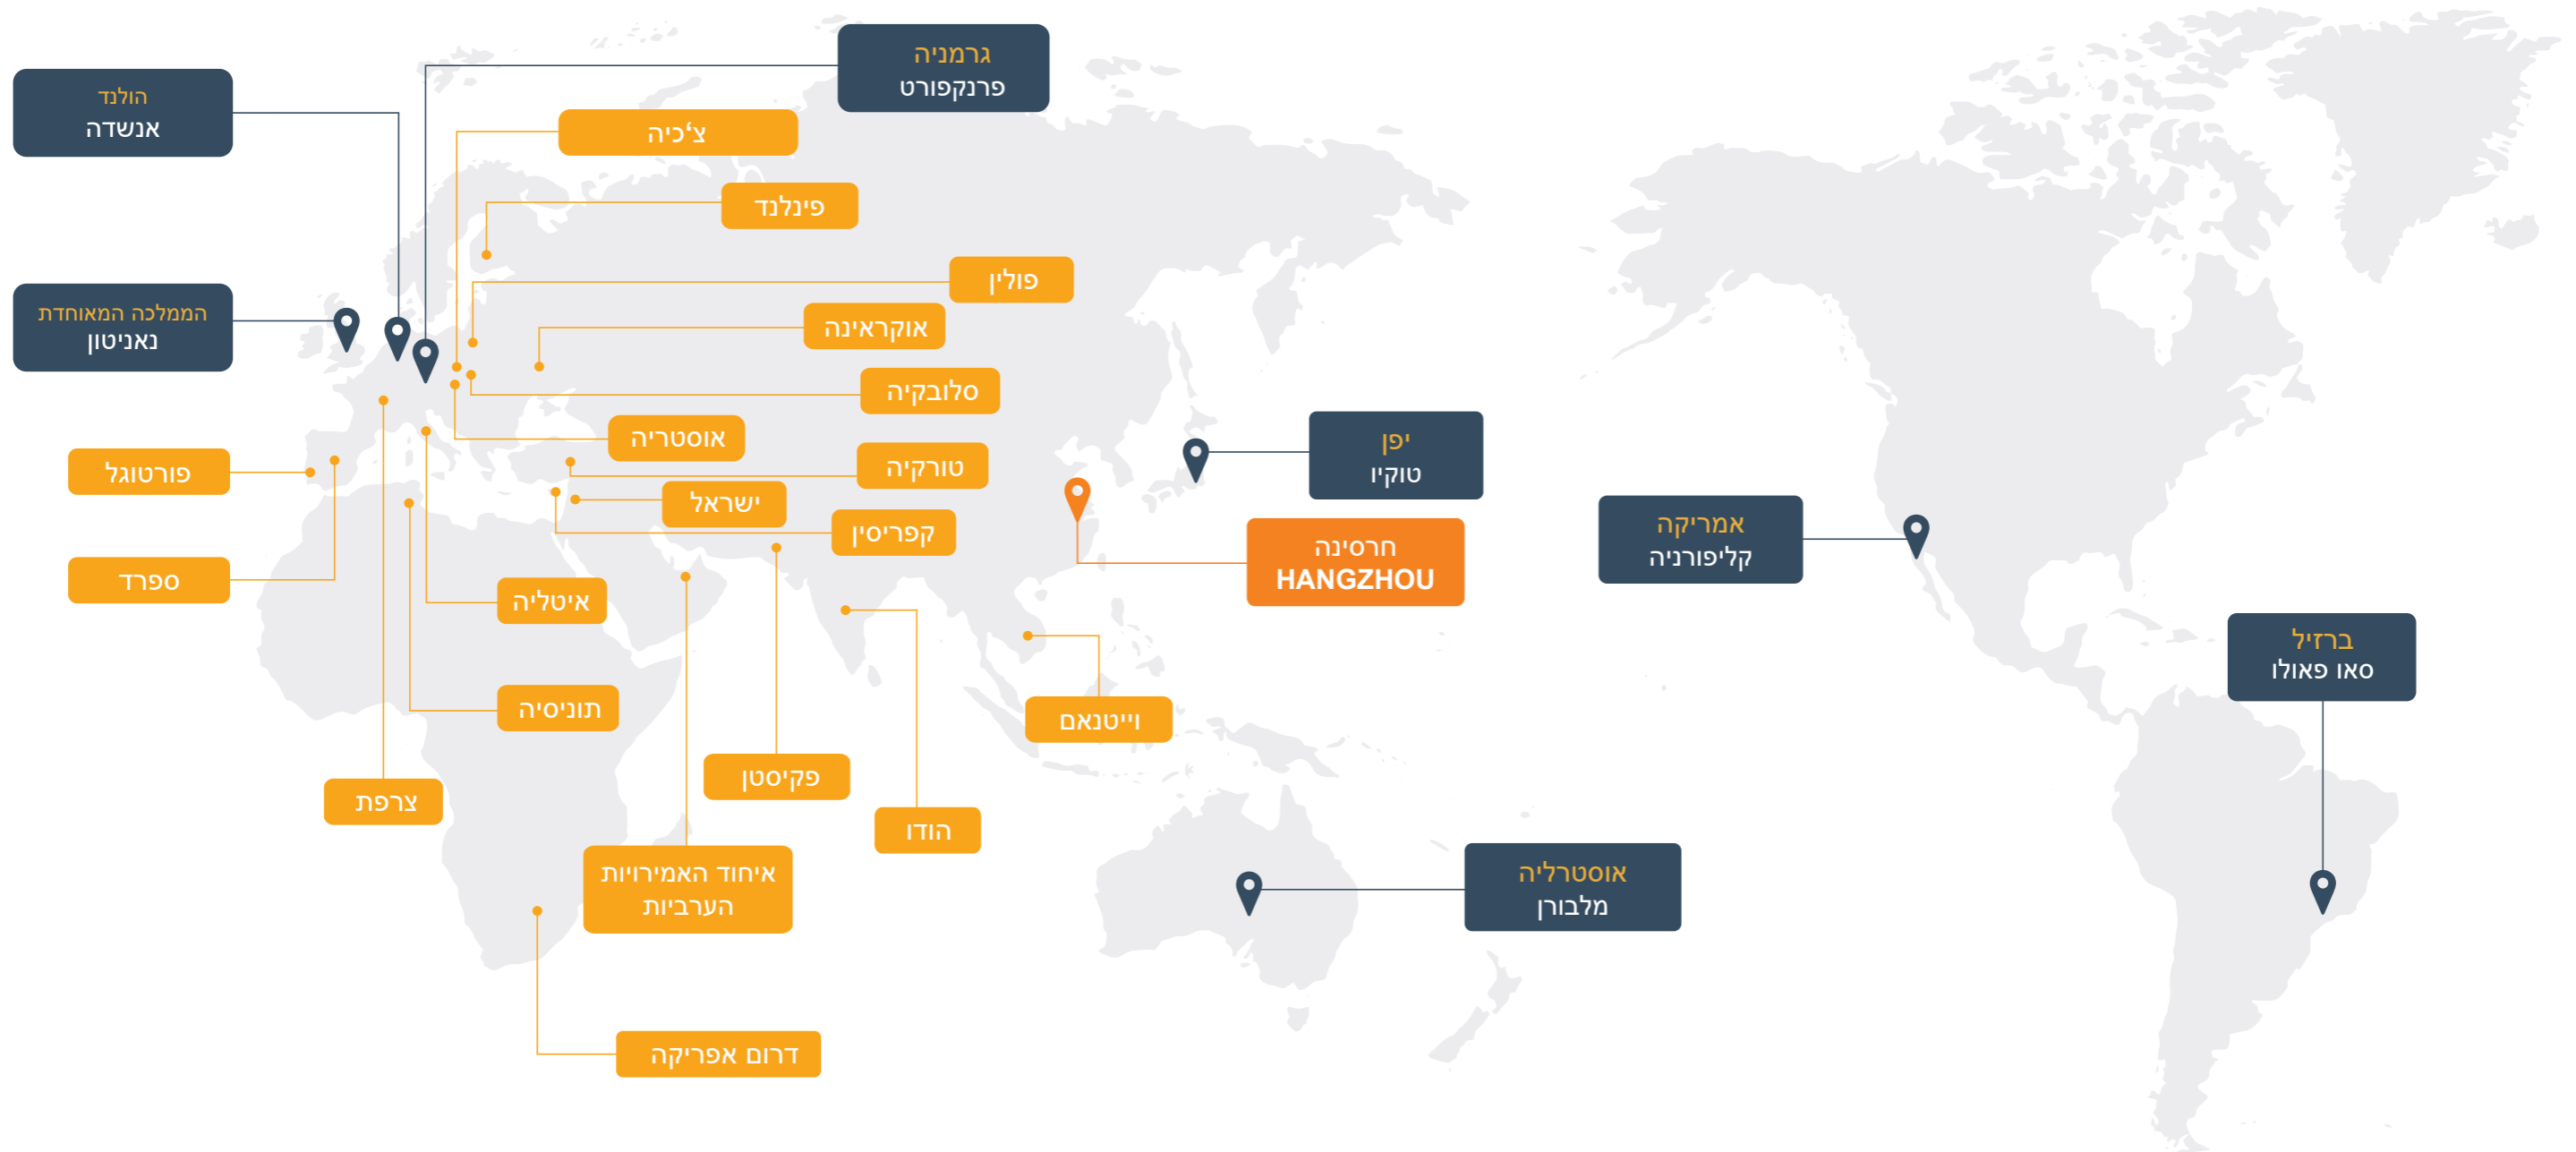 גרמניה
פרנקפורט
הולנד
אנשדה
צ'כיה
פינלנד
פולין
הממלכה המאוחדת
נאניטון
אוקראינה
סלובקיה
אוסטריה
יפן
טוקיו
פורטוגל
טורקיה
ישראל
קפריסין
אמריקה
קליפורניה
חרסינה
HANGZHOU
ספרד
איטליה
ברזיל
סאו פאולו
תוניסיה
וייטנאם
פקיסטן
צרפת
הודו
איחוד האמירויות
הערביות
אוסטרליה
מלבורן
דרום אפריקה